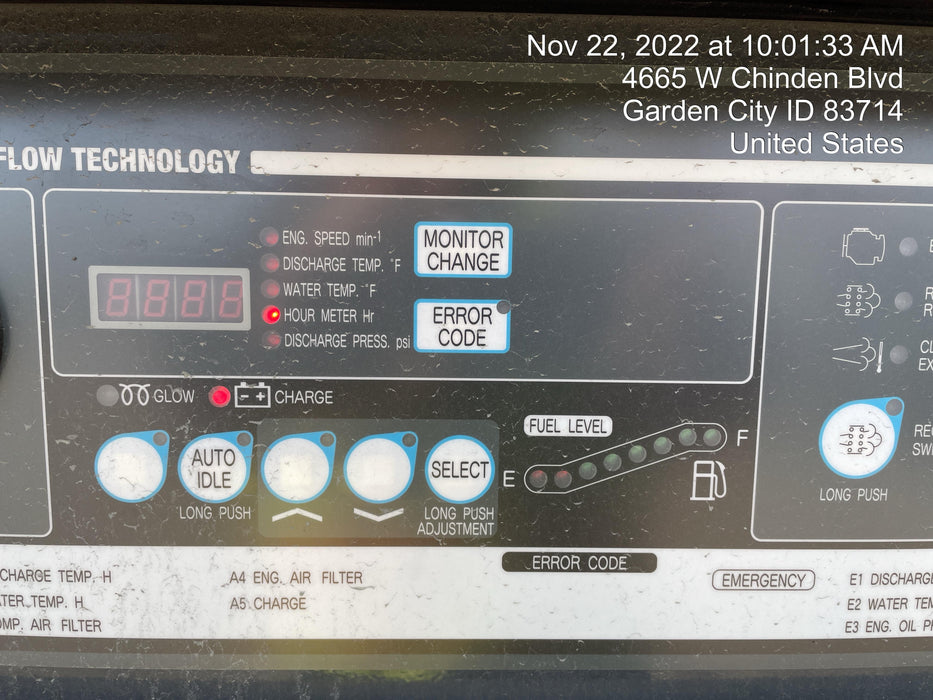 Nov 22, 2022 at 10:01:33 AM
4665 W Chinden Blvd
Garden City ID 83714
United States
FLOW TECHNOLOGY
ENG. SPEED min-1
DISCHARGE TEMP. °F
WATER TEMP. °F
HOUR METER Hr
DISCHARGE PRESS. psi
MONITOR
CHANGE
ERROR
CODE
GLOW
- +
CHARGE
AUTO
IDLE
LONG PUSH
SELECT
LONG PUSH
ADJUSTMENT
FUEL LEVEL
E
F
LONG PUSH
ERROR CODE
CHARGE TEMP. H
TEMP. H
AIR FILTER
A4 ENG. AIR FILTER
A5 CHARGE
EMERGENCY
E1 DISCHARGE
E2 WATER
E3 ENG. OIL